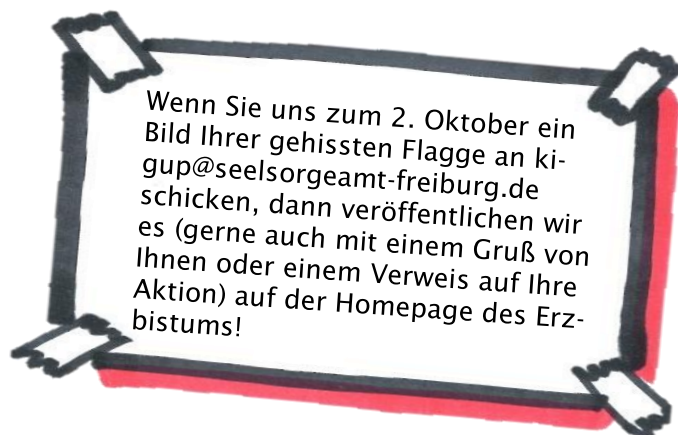 Wenn Sie uns zum 2. Oktober ein
Bild Ihrer gehissten Flagge an ki-
gup@seelsorgeamt-freiburg.de
schicken, dann veröffentlichen wir
es (gerne auch mit einem Gruß von
Ihnen oder einem Verweis auf Ihre
Aktion) auf der Homepage des Erz-
bistums!